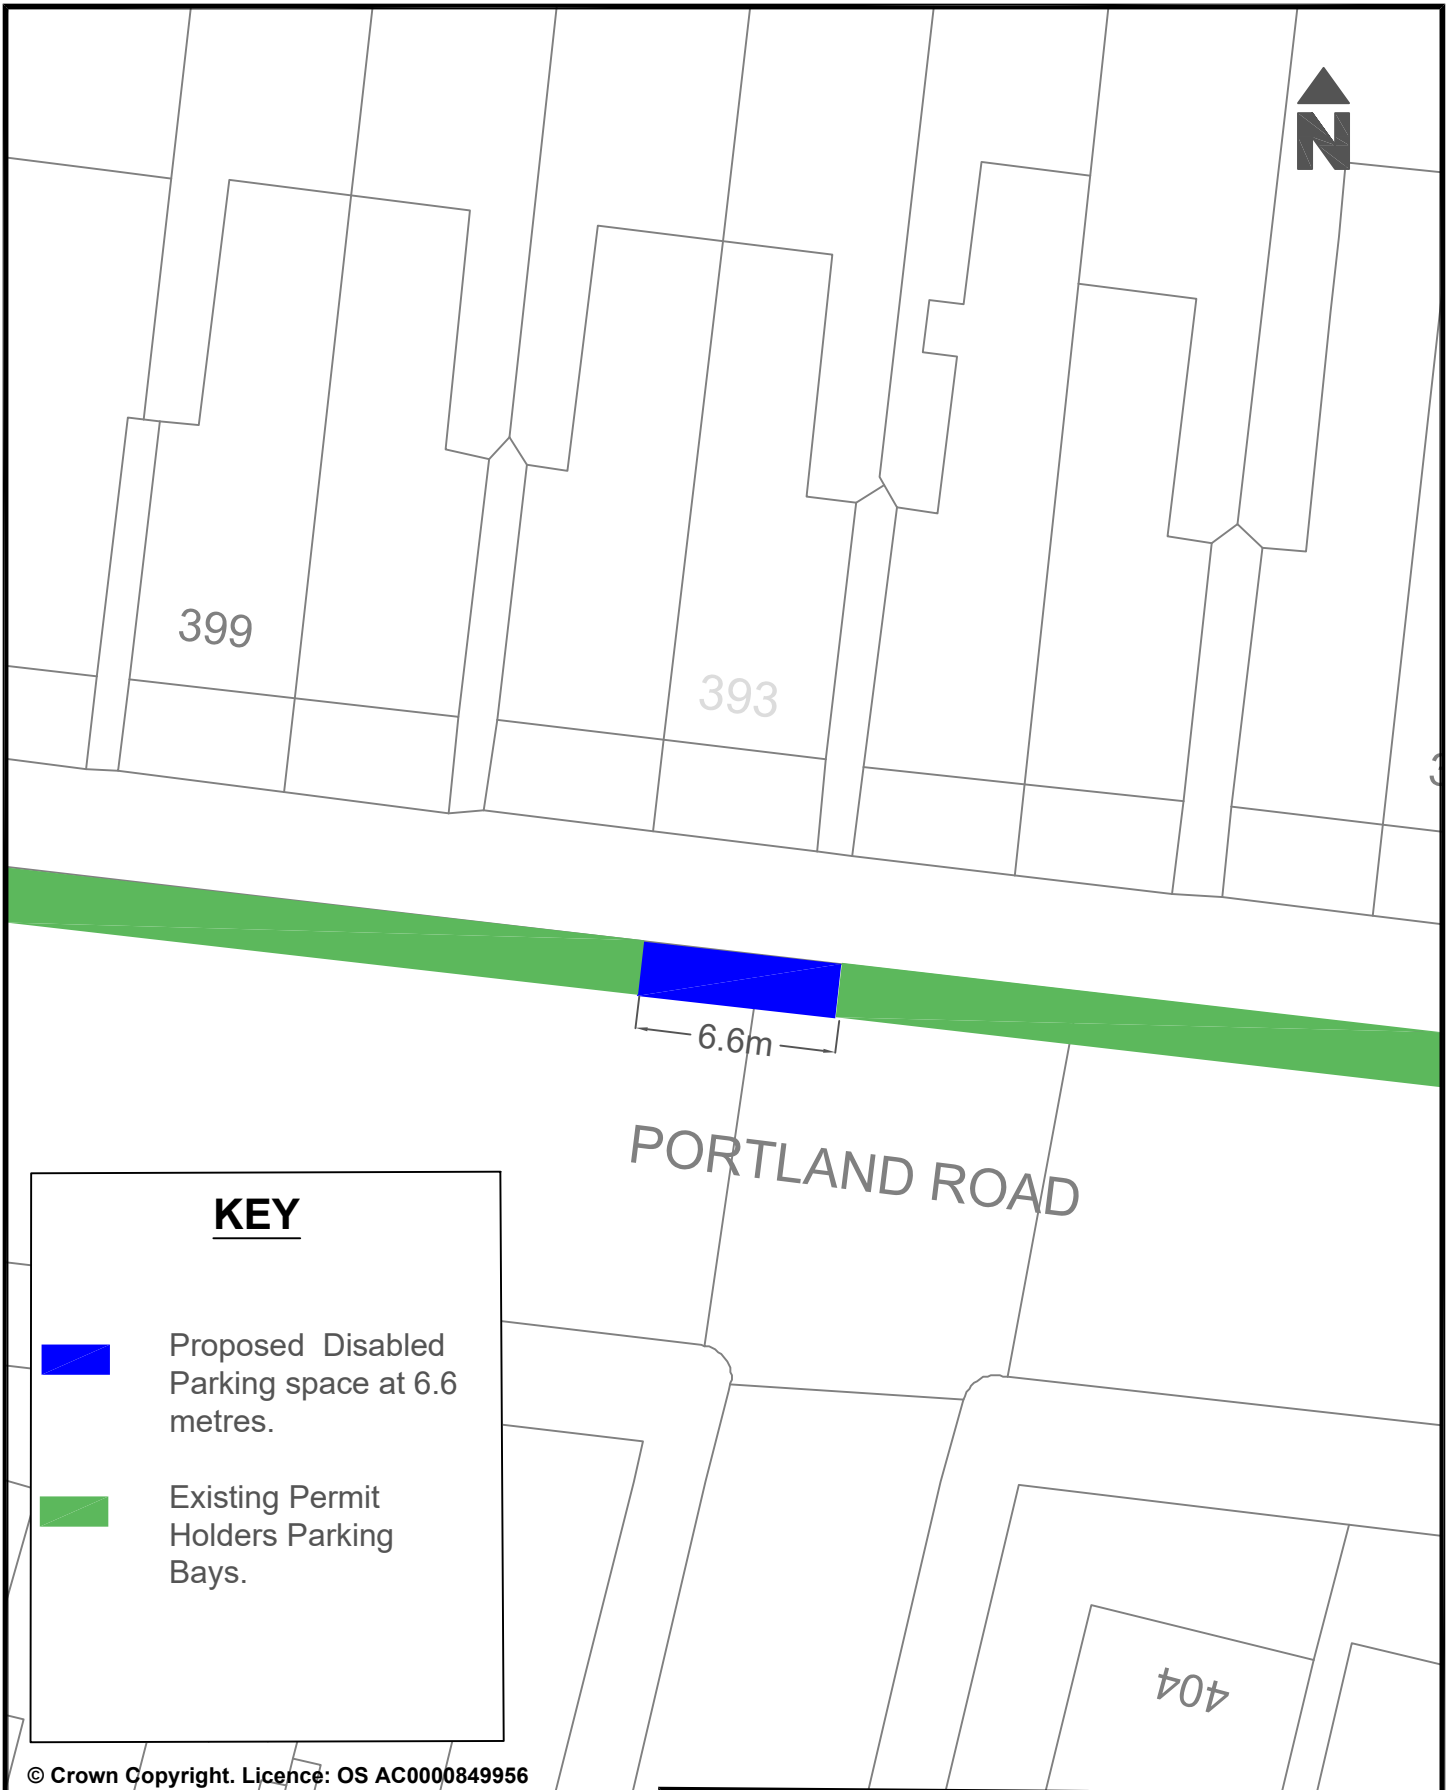 N
399
393
6.6m
PORTLAND ROAD
KEY
Proposed Disabled
Parking space at 6.6
metres.
Existing Permit
Holders Parking
Bays.
404
© Crown Copyright. Licence: OS AC0000849956